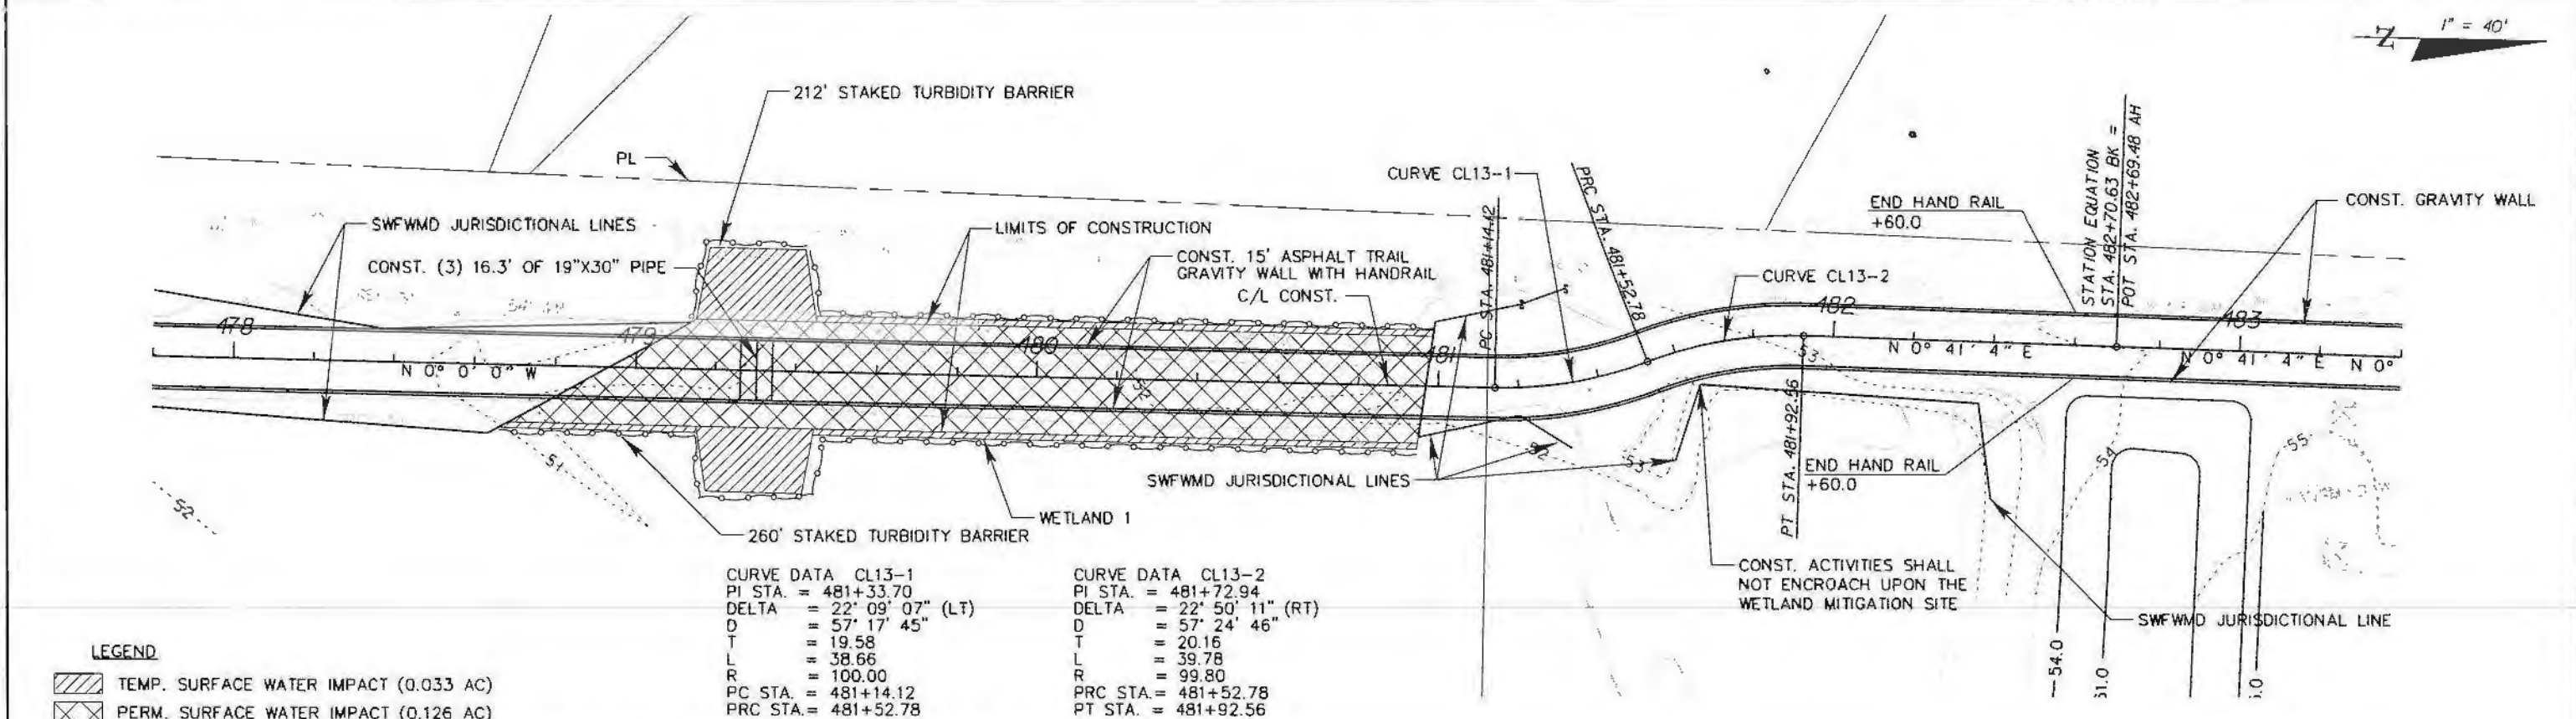 1" = 40'
Z
212' STAKED TURBIDITY BARRIER
PL
CURVE CL13-1
PRC STA. 481+52.78
PC STA. 481+14.12
END HAND RAIL
+60.0
STATION EQUATION
STA. 482+70.63 BK =
POT STA. 482+69.48 AH
CONST. GRAVITY WALL
SWFWMD JURISDICTIONAL LINES
LIMITS OF CONSTRUCTION
CONST. (3) 16.3' OF 19"X30" PIPE
CONST. 15' ASPHALT TRAIL
GRAVITY WALL WITH HANDRAIL
C/L CONST.
CURVE CL13-2
478
479
480
481
482
483
N 0° 0' 0" W
N 0° 41' 4" E
N 0° 41' 4" E
N 0°
53
52
51
52
53
54
55
SWFWMD JURISDICTIONAL LINES
PT STA. 481+92.56
END HAND RAIL
+60.0
WETLAND 1
260' STAKED TURBIDITY BARRIER
CONST. ACTIVITIES SHALL
NOT ENCROACH UPON THE
WETLAND MITIGATION SITE
SWFWMD JURISDICTIONAL LINE
54.0
51.0
CURVE DATA CL13-1
PI STA. = 481+33.70
DELTA = 22° 09' 07" (LT)
D = 57° 17' 45"
T = 19.58
L = 38.66
R = 100.00
PC STA. = 481+14.12
PRC STA.= 481+52.78
CURVE DATA CL13-2
PI STA. = 481+72.94
DELTA = 22° 50' 11" (RT)
D = 57° 24' 46"
T = 20.16
L = 39.78
R = 99.80
PRC STA.= 481+52.78
PT STA. = 481+92.56
LEGEND
TEMP. SURFACE WATER IMPACT (0.033 AC)
PERM. SURFACE WATER IMPACT (0.126 AC)